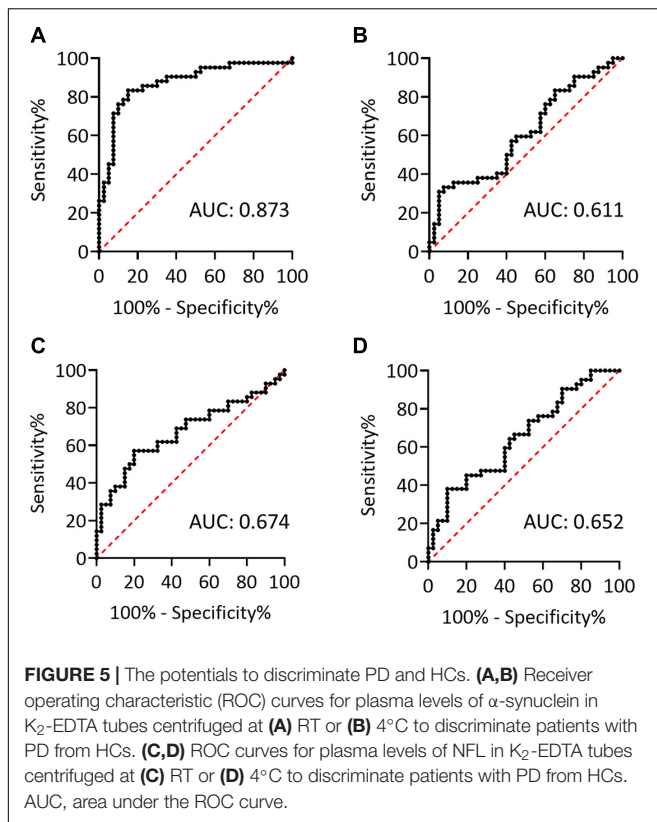 A
100
80
60
40
20
0
Sensitivity%
AUC: 0.873
0 20 40 60 80 100
100% - Specificity%
B
100
80
60
40
20
0
Sensitivity%
AUC: 0.611
0 20 40 60 80 100
100% - Specificity%
C
100
80
60
40
20
0
Sensitivity%
AUC: 0.674
0 20 40 60 80 100
100% - Specificity%
D
100
80
60
40
20
0
Sensitivity%
AUC: 0.652
0 20 40 60 80 100
100% - Specificity%
FIGURE 5 | The potentials to discriminate PD and HCs. (A,B) Receiver
operating characteristic (ROC) curves for plasma levels of α-synuclein in
K₂-EDTA tubes centrifuged at (A) RT or (B) 4°C to discriminate patients with
PD from HCs. (C,D) ROC curves for plasma levels of NFL in K₂-EDTA tubes
centrifuged at (C) RT or (D) 4°C to discriminate patients with PD from HCs.
AUC, area under the ROC curve.